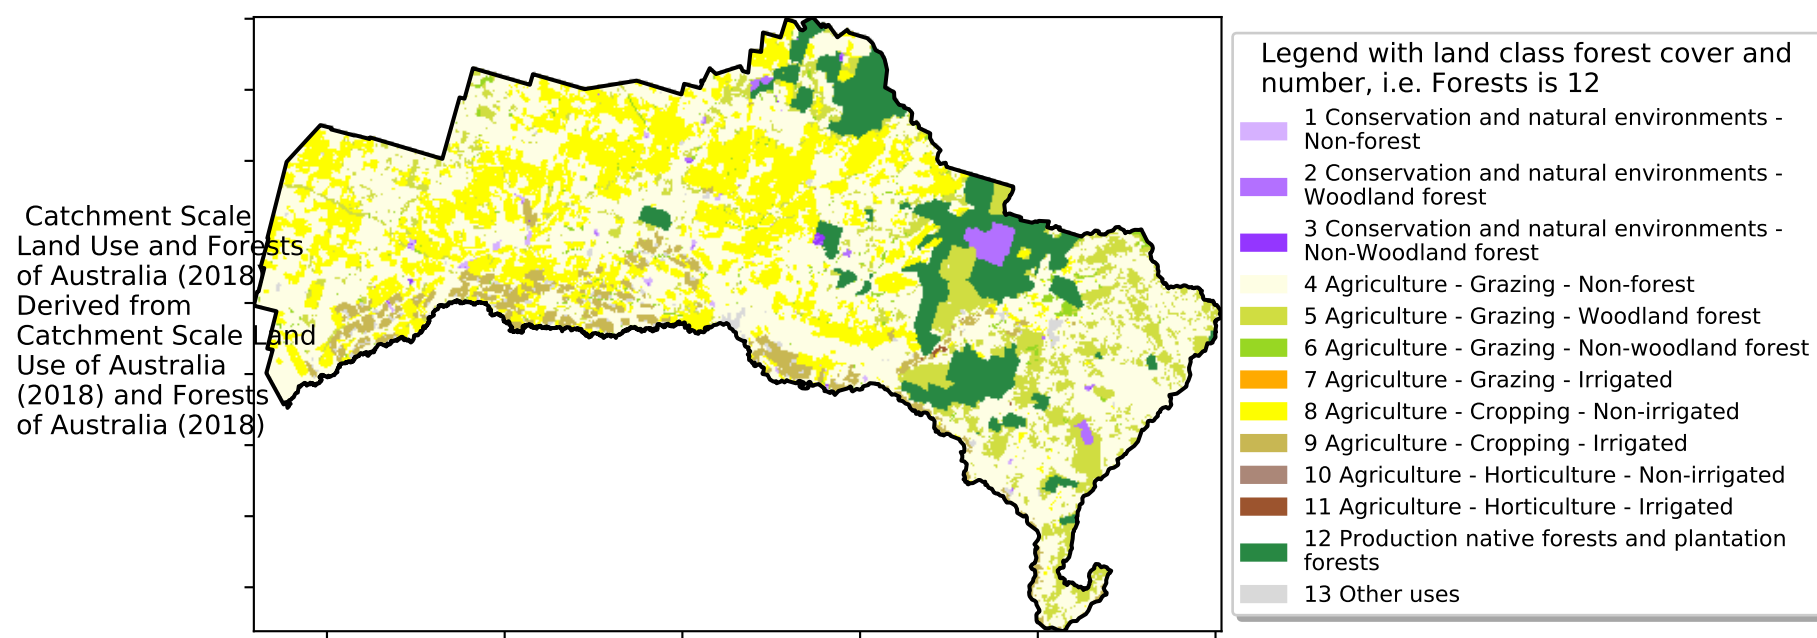 Catchment Scale
Land Use and Forests
of Australia (2018)
Derived from
Catchment Scale Land
Use of Australia
(2018) and Forests
of Australia (2018)
Legend with land class forest cover and
number, i.e. Forests is 12
1 Conservation and natural environments -
Non-forest
2 Conservation and natural environments -
Woodland forest
3 Conservation and natural environments -
Non-Woodland forest
4 Agriculture - Grazing - Non-forest
5 Agriculture - Grazing - Woodland forest
6 Agriculture - Grazing - Non-woodland forest
7 Agriculture - Grazing - Irrigated
8 Agriculture - Cropping - Non-irrigated
9 Agriculture - Cropping - Irrigated
10 Agriculture - Horticulture - Non-irrigated
11 Agriculture - Horticulture - Irrigated
12 Production native forests and plantation
forests
13 Other uses